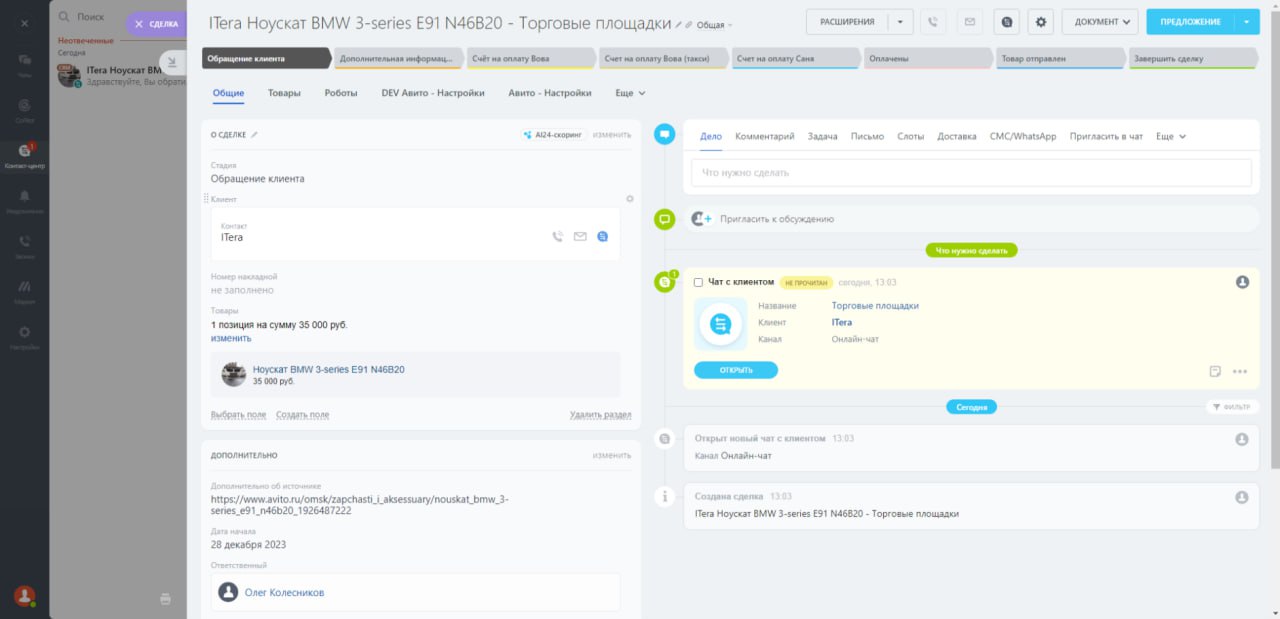 Поиск
СДЕЛКА
Неотвеченные
Сегодня
ITera Ноускат BM
Здравствуйте, Вы обрати
Чаты
CoPilot
1
Контакт-центр
Уведомления
Звонки
Маркет
Настройки
ITera Ноускат BMW 3-series E91 N46B20 - Торговые площадки
Общая
РАСШИРЕНИЯ
ДОКУМЕНТ
ПРЕДЛОЖЕНИЕ
Обращение клиента
Дополнительная информац...
Счёт на оплату Вова
Счет на оплату Вова (такси)
Счет на оплату Саня
Оплачены
Товар отправлен
Завершить сделку
Общие
Товары
Роботы
DEV Авито - Настройки
Авито - Настройки
Еще
О СДЕЛКЕ
AI24-скоринг
изменить
Стадия
Обращение клиента
Клиент
Контакт
ITera
Номер накладной
не заполнено
Товары
1 позиция на сумму 35 000 руб.
изменить
Ноускат BMW 3-series E91 N46B20
35 000 руб.
Выбрать поле
Создать поле
Удалить раздел
ДОПОЛНИТЕЛЬНО
изменить
Дополнительно об источнике
https://www.avito.ru/omsk/zapchasti_i_aksessuary/nouskat_bmw_3-
series_e91_n46b20_1926487222
Дата начала
28 декабря 2023
Ответственный
Олег Колесников
Дело
Комментарий
Задача
Письмо
Слоты
Доставка
СМС/WhatsApp
Пригласить в чат
Еще
Что нужно сделать
Пригласить к обсуждению
Что нужно сделать
1
Чат с клиентом
НЕ ПРОЧИТАН
сегодня, 13:03
Название
Торговые площадки
Клиент
ITera
Канал
Онлайн-чат
ОТКРЫТЬ
Сегодня
ФИЛЬТР
Открыт новый чат с клиентом 13:03
Канал Онлайн-чат
Создана сделка 13:03
ITera Ноускат BMW 3-series E91 N46B20 - Торговые площадки